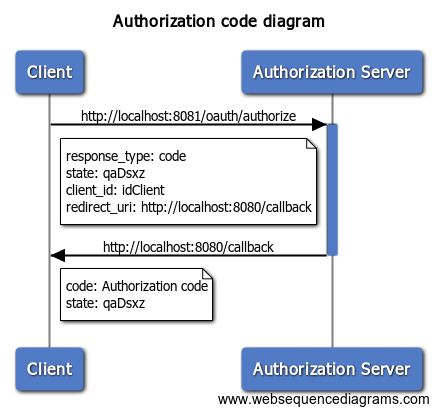 Authorization code diagram
Client
Authorization Server
http://localhost:8081/oauth/authorize
response_type: code
state: qaDsxz
client_id: idClient
redirect_uri: http://localhost:8080/callback
http://localhost:8080/callback
code: Authorization code
state: qaDsxz
Client
Authorization Server
www.websequencediagrams.com